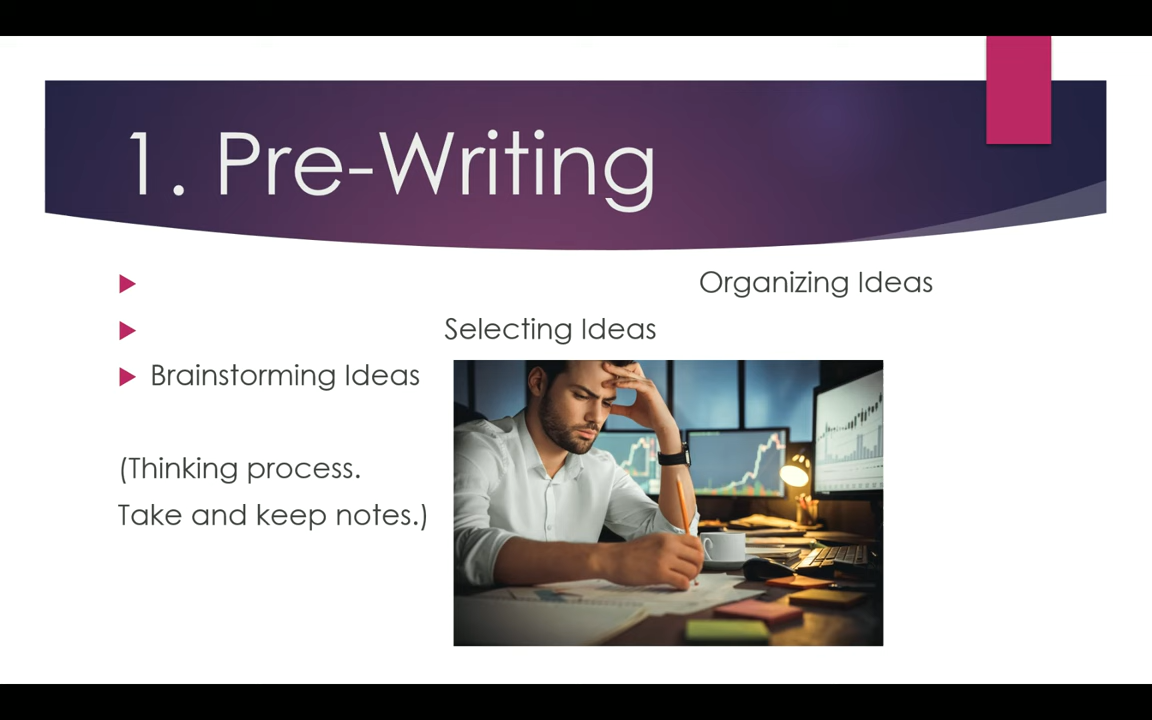 1. Pre-Writing
Organizing Ideas
Selecting Ideas
Brainstorming Ideas
(Thinking process.
Take and keep notes.)